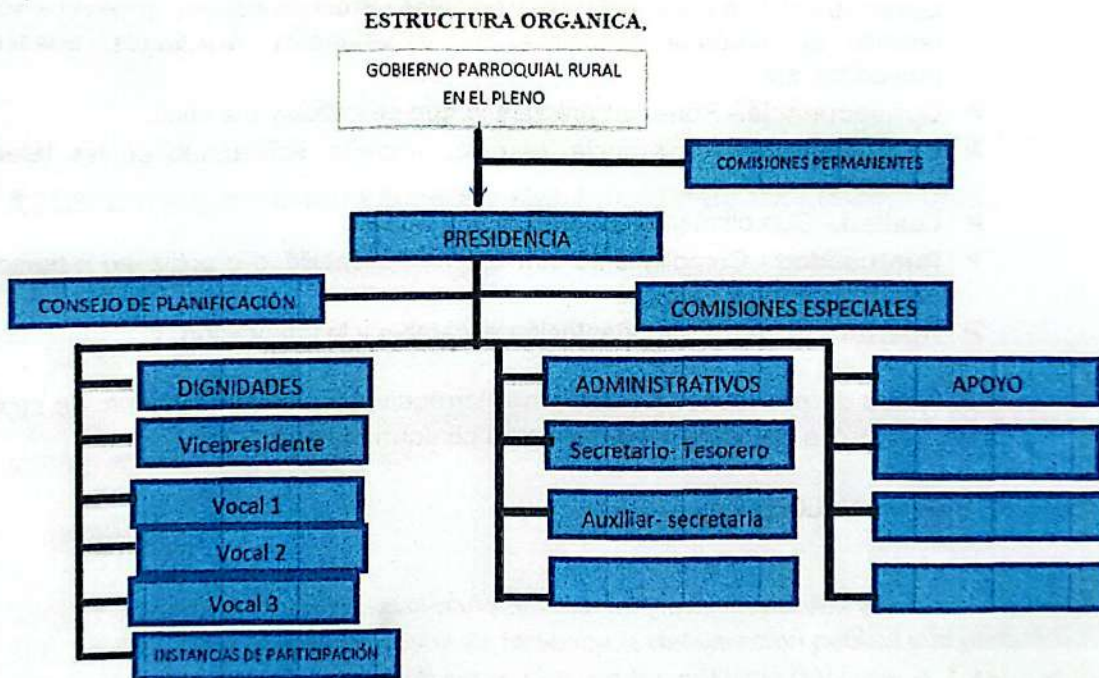 ESTRUCTURA ORGANICA,
GOBIERNO PARROQUIAL RURAL
EN EL PLENO
COMISIONES PERMANENTES
PRESIDENCIA
CONSEJO DE PLANIFICACIÓN
COMISIONES ESPECIALES
DIGNIDADES
ADMINISTRATIVOS
APOYO
Vicepresidente
Secretario- Tesorero
Vocal 1
Auxiliar- secretaria
Vocal 2
Vocal 3
INSTANCIAS DE PARTICIPACIÓN